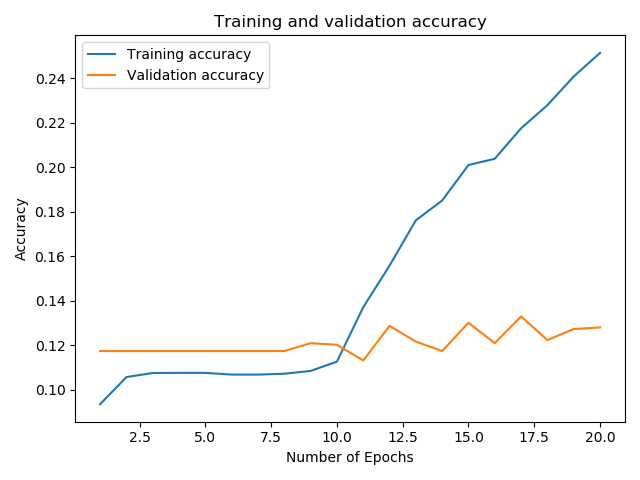 Training and validation accuracy
Training accuracy
Validation accuracy
0.24
0.22
0.20
0.18
0.16
0.14
0.12
0.10
Accuracy
2.5 5.0 7.5 10.0 12.5 15.0 17.5 20.0
Number of Epochs